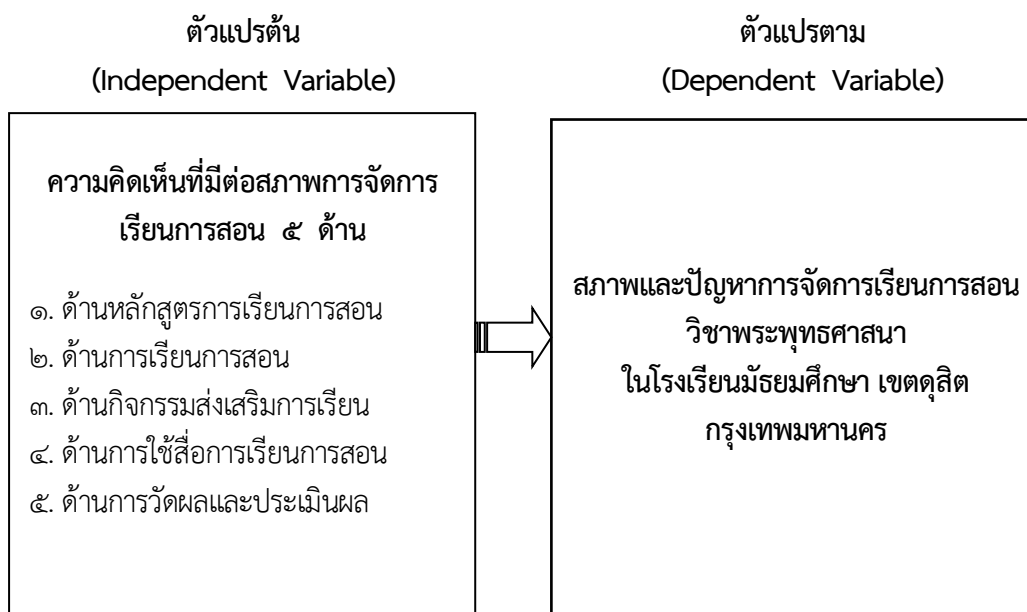 ตัวแปรต้น
(Independent Variable)
ความคิดเห็นที่มีต่อสภาพการจัดการ
เรียนการสอน ๕ ด้าน
๑. ด้านหลักสูตรการเรียนการสอน
๒. ด้านการเรียนการสอน
๓. ด้านกิจกรรมส่งเสริมการเรียน
๔. ด้านการใช้สื่อการเรียนการสอน
๕. ด้านการวัดผลและประเมินผล
ตัวแปรตาม
(Dependent Variable)
สภาพและปัญหาการจัดการเรียนการสอน
วิชาพระพุทธศาสนา
ในโรงเรียนมัธยมศึกษา เขตดุสิต
กรุงเทพมหานคร